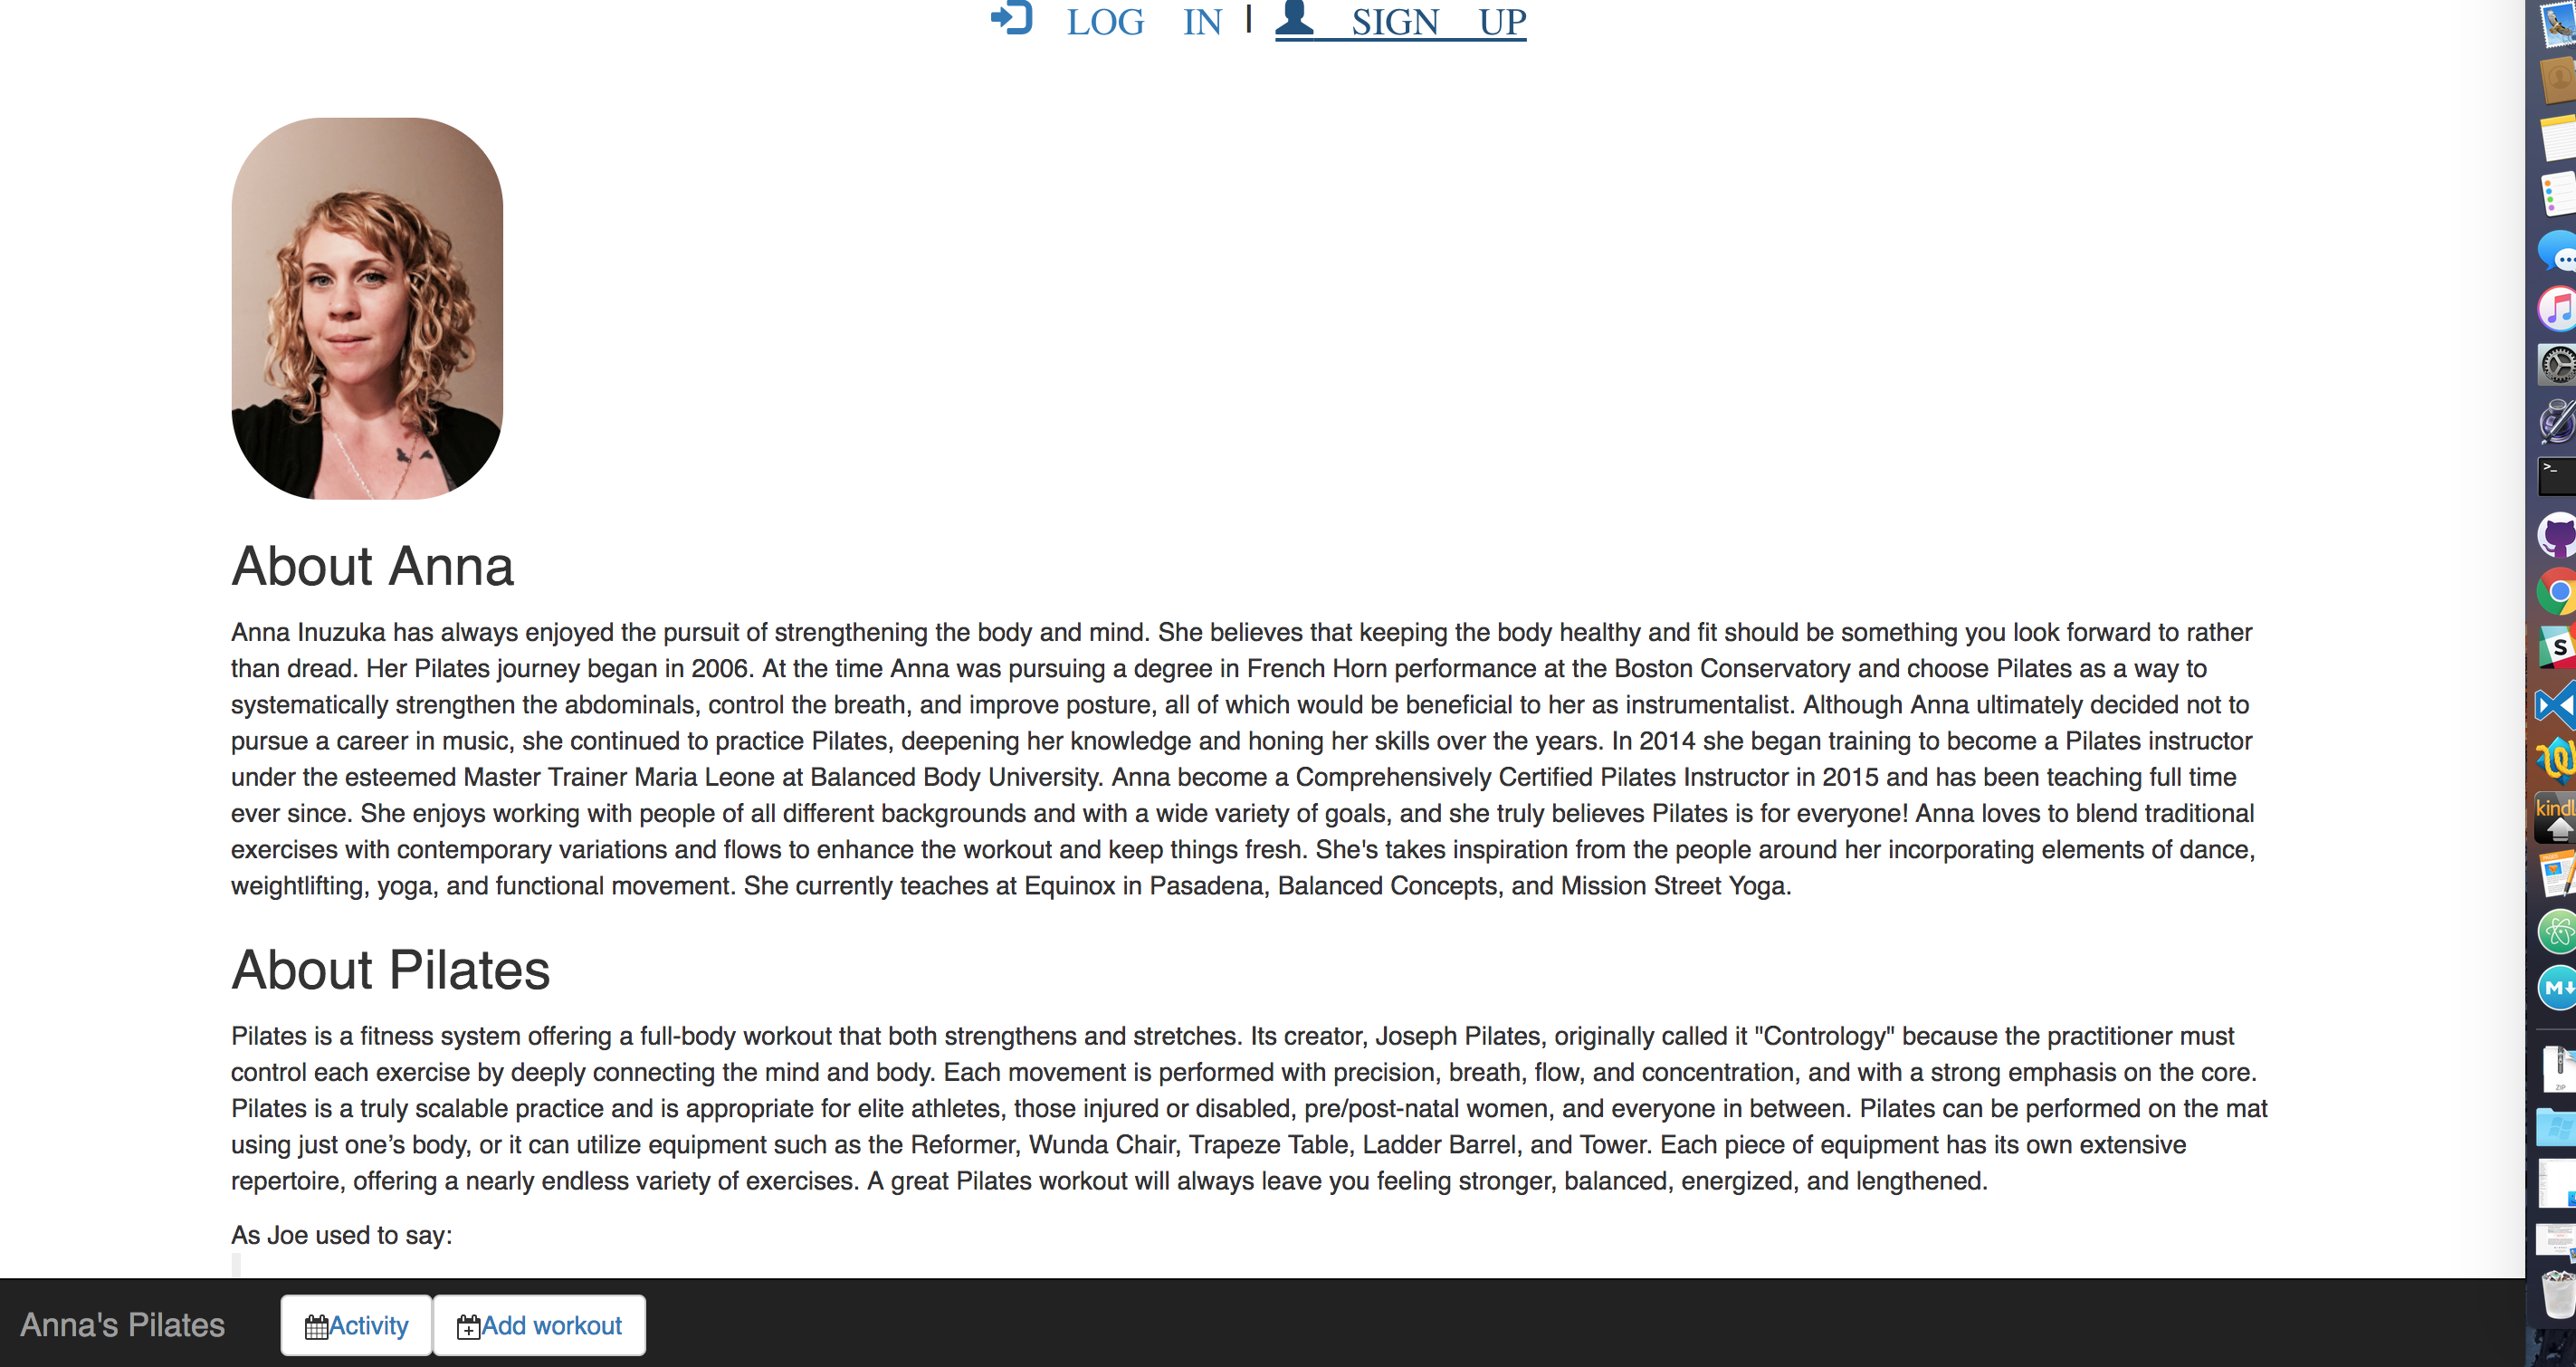 LOG IN | SIGN UP
About Anna
Anna Inuzuka has always enjoyed the pursuit of strengthening the body and mind. She believes that keeping the body healthy and fit should be something you look forward to rather
than dread. Her Pilates journey began in 2006. At the time Anna was pursuing a degree in French Horn performance at the Boston Conservatory and choose Pilates as a way to
systematically strengthen the abdominals, control the breath, and improve posture, all of which would be beneficial to her as instrumentalist. Although Anna ultimately decided not to
pursue a career in music, she continued to practice Pilates, deepening her knowledge and honing her skills over the years. In 2014 she began training to become a Pilates instructor
under the esteemed Master Trainer Maria Leone at Balanced Body University. Anna become a Comprehensively Certified Pilates Instructor in 2015 and has been teaching full time
ever since. She enjoys working with people of all different backgrounds and with a wide variety of goals, and she truly believes Pilates is for everyone! Anna loves to blend traditional
exercises with contemporary variations and flows to enhance the workout and keep things fresh. She's takes inspiration from the people around her incorporating elements of dance,
weightlifting, yoga, and functional movement. She currently teaches at Equinox in Pasadena, Balanced Concepts, and Mission Street Yoga.
About Pilates
Pilates is a fitness system offering a full-body workout that both strengthens and stretches. Its creator, Joseph Pilates, originally called it "Contrology" because the practitioner must
control each exercise by deeply connecting the mind and body. Each movement is performed with precision, breath, flow, and concentration, and with a strong emphasis on the core.
Pilates is a truly scalable practice and is appropriate for elite athletes, those injured or disabled, pre/post-natal women, and everyone in between. Pilates can be performed on the mat
using just one’s body, or it can utilize equipment such as the Reformer, Wunda Chair, Trapeze Table, Ladder Barrel, and Tower. Each piece of equipment has its own extensive
repertoire, offering a nearly endless variety of exercises. A great Pilates workout will always leave you feeling stronger, balanced, energized, and lengthened.
As Joe used to say:
Anna's Pilates Activity Add workout
S
kindl
M
ZIP